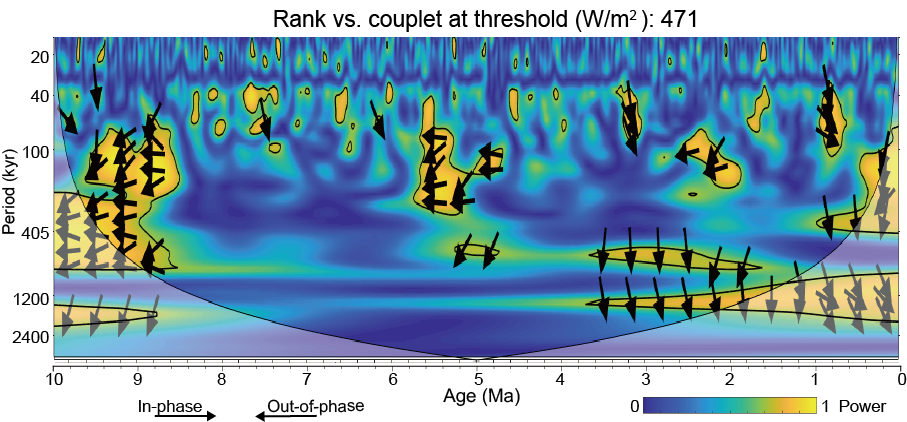 Rank vs. couplet at threshold (W/m²): 471
Period (kyr)
20
40
100
405
1200
2400
10 9 8 7 6 5 4 3 2 1 0
Age (Ma)
In-phase Out-of-phase
0 1 Power